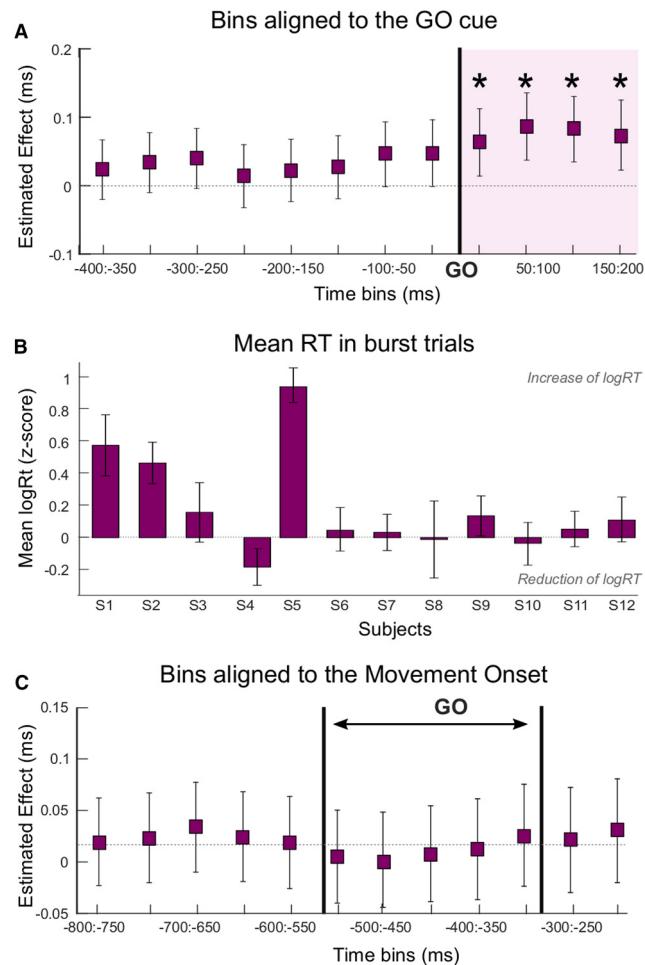 A
Bins aligned to the GO cue
Estimated Effect (ms)
0.2
0.1
0
-0.1
* * * *
-400:-350 -300:-250 -200:-150 -100:-50 GO 50:100 150:200
Time bins (ms)
B
Mean RT in burst trials
Mean logRt (z-score)
1
0.8
0.6
0.4
0.2
0
-0.2
Increase of logRT
Reduction of logRT
S1 S2 S3 S4 S5 S6 S7 S8 S9 S10 S11 S12
Subjects
C
Bins aligned to the Movement Onset
GO
Estimated Effect (ms)
0.15
0.1
0.05
0
-0.05
-800:-750 -700:-650 -600:-550 -500:-450 -400:-350 -300:-250
Time bins (ms)